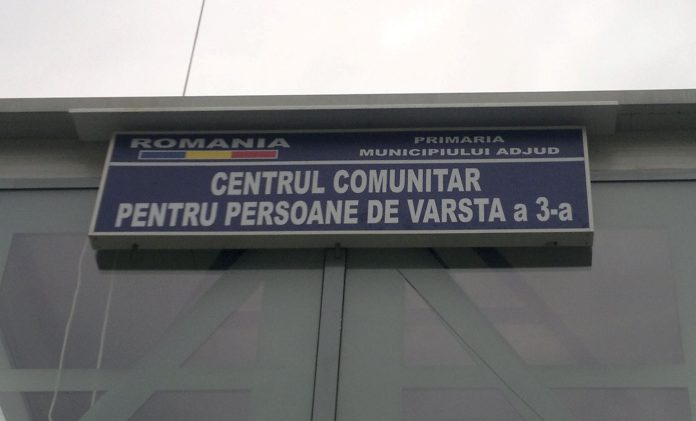 ROMANIA
PRIMARIA
MUNICIPIULUI ADJUD
CENTRUL COMUNITAR
PENTRU PERSOANE DE VARSTA a 3-a